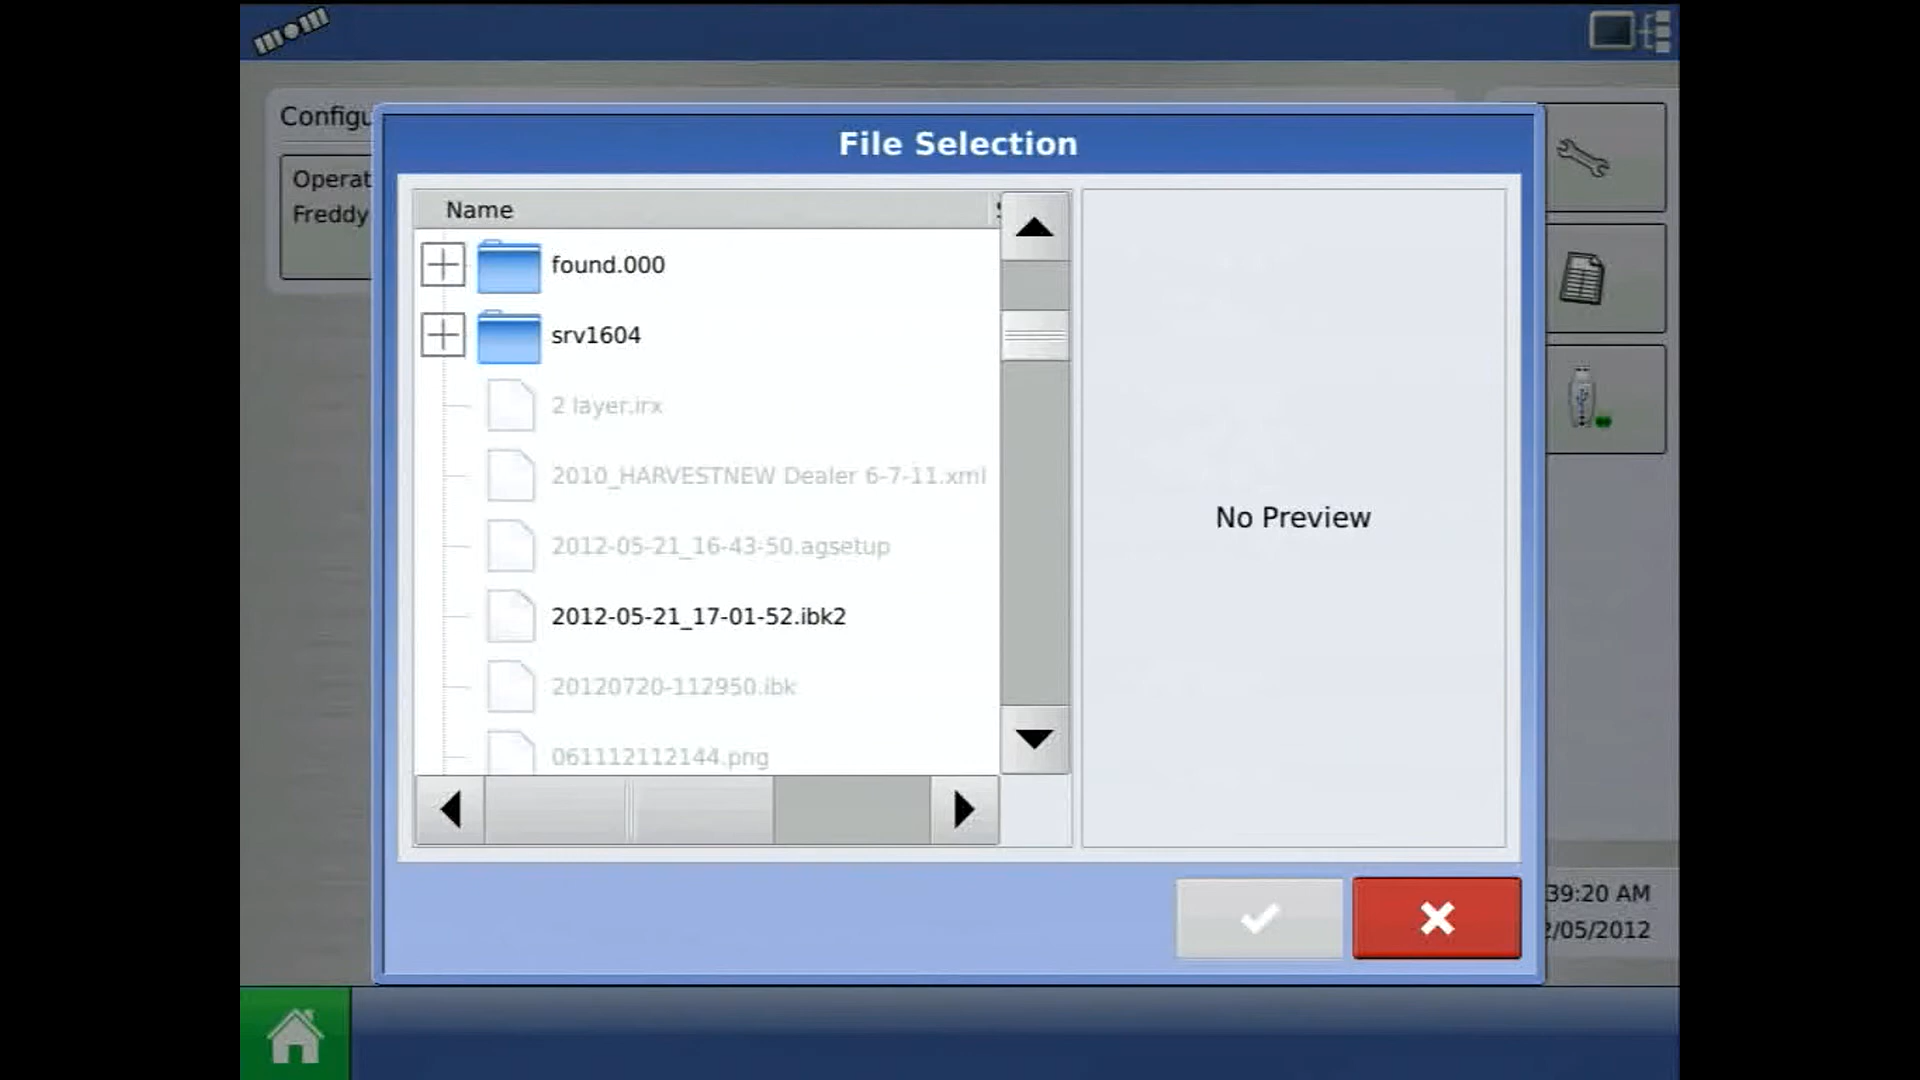 Configu
Operat
Freddy
File Selection
Name
found.000
srv1604
2 layer.irx
2010_HARVESTNEW Dealer 6-7-11.xml
2012-05-21_16-43-50.agsetup
2012-05-21_17-01-52.ibk2
20120720-112950.ibk
061112112144.png
No Preview
39:20 AM
2/05/2012